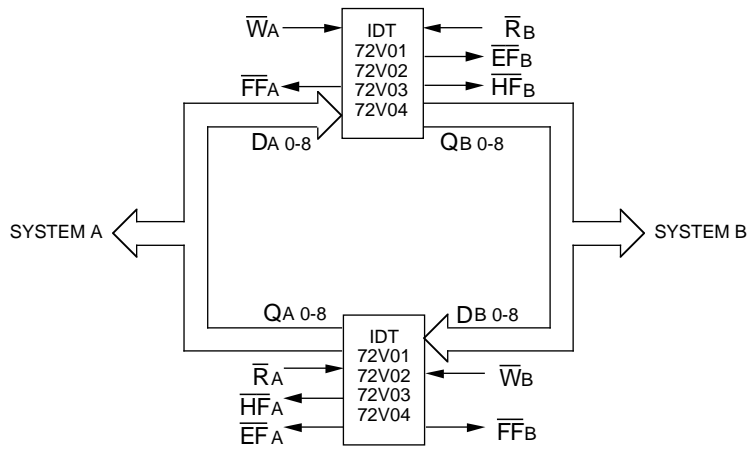 W̅A IDT R̅B
72V01 E̅F̅B
72V02
F̅F̅A 72V03 H̅F̅B
72V04
DA 0-8 QB 0-8
SYSTEM A SYSTEM B
QA 0-8 DB 0-8
IDT
72V01
R̅A 72V02 W̅B
H̅F̅A 72V03
72V04
E̅F̅A F̅F̅B